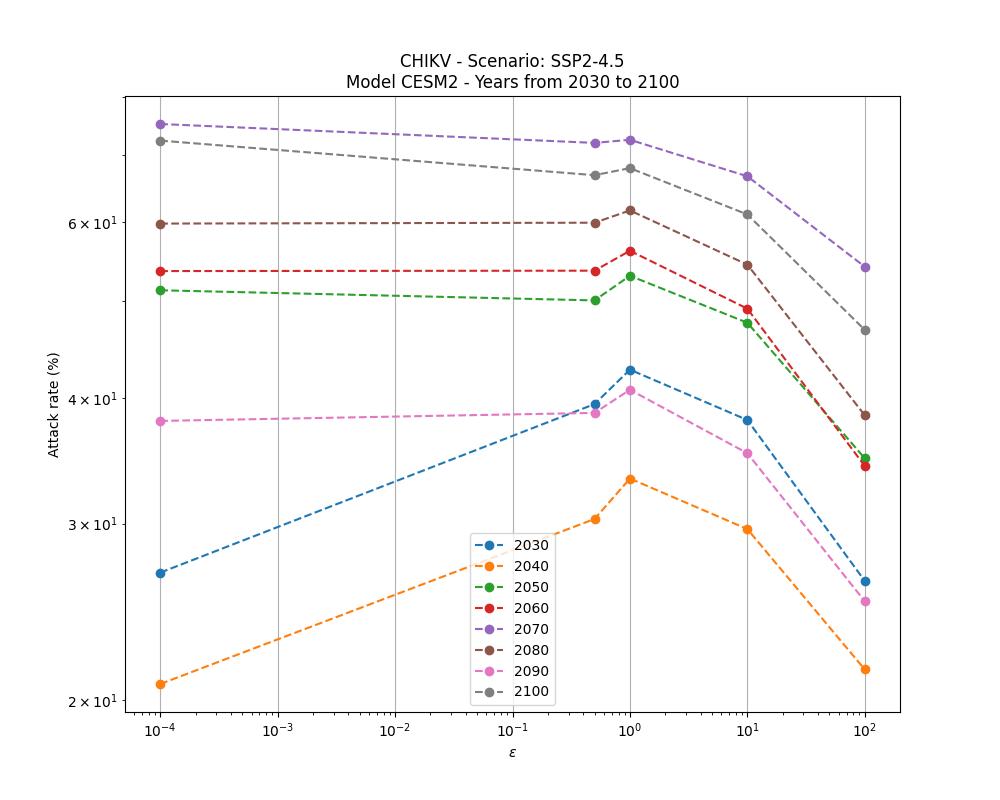 CHIKV - Scenario: SSP2-4.5
Model CESM2 - Years from 2030 to 2100
Attack rate (%)
6 × 10¹
4 × 10¹
3 × 10¹
2 × 10¹
2030
2040
2050
2060
2070
2080
2090
2100
10⁻⁴ 10⁻³ 10⁻² 10⁻¹ 10⁰ 10¹ 10²
ε